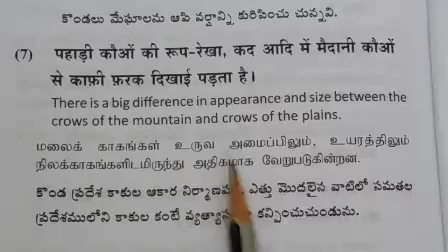 కొండలు మేఘాలను ఆపి వర్షాన్ని కురిపించు చున్నవి.
(7) पहाड़ी कौओं की रूप-रेखा, कद आदि में मैदानी कौओं
से काफ़ी फ़रक दिखाई पड़ता है।
There is a big difference in appearance and size between the
crows of the mountain and crows of the plains.
மலைக் காகங்கள் உருவ அமைப்பிலும், உயரத்திலும்
நிலக்காகங்களிடமிருந்து அதிகமாக வேறுபடுகின்றன.
కొండ ప్రదేశ కాకుల ఆకార ఎత్తు మొదలైన వాటిలో సమతల
ప్రదేశములోని కాకుల కంటే కన్పించుచుండును.